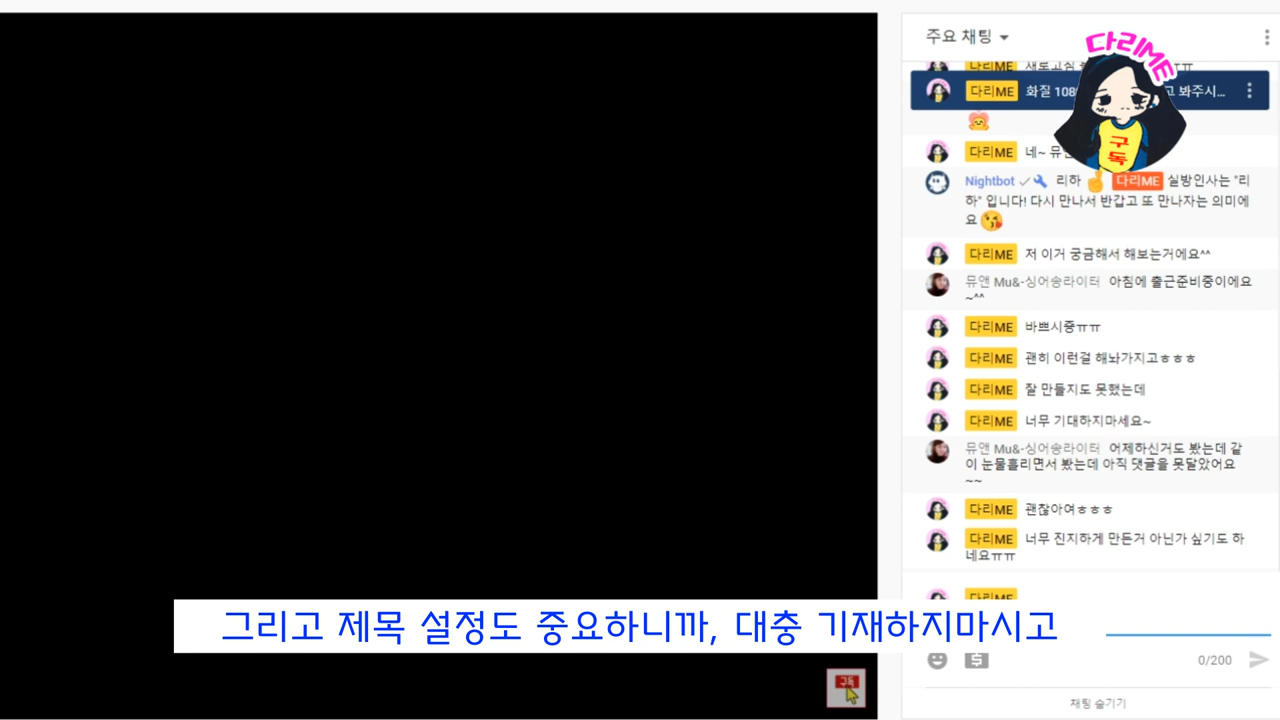 주요 채팅
다리ME
다리ME 새로고침
다리ME 화질 108 고 봐주시...
구독
다리ME 네~ 뮤
Nightbot 리하 다리ME 실방인사는 "리
하" 입니다! 다시 만나서 반갑고 또 만나자는 의미에
요
다리ME 저 이거 궁금해서 해보는거에요^^
뮤앤 Mu&-싱어송라이터 아침에 출근준비중이에요
~^^
다리ME 바쁘시죵ㅠㅠ
다리ME 괜히 이런걸 해놔가지고ㅎㅎㅎ
다리ME 잘 만들지도 못했는데
다리ME 너무 기대하지마세요~
뮤앤 Mu&-싱어송라이터 어제하신거도 봤는데 같
이 눈물흘리면서 봤는데 아직 댓글을 못달았어요
~~
다리ME 괜찮아여ㅎㅎㅎ
다리ME 너무 진지하게 만든거 아닌가 싶기도 하
네요ㅠㅠ
다리ME
그리고 제목 설정도 중요하니까, 대충 기재하지마시고
0/200
구독
채팅 숨기기